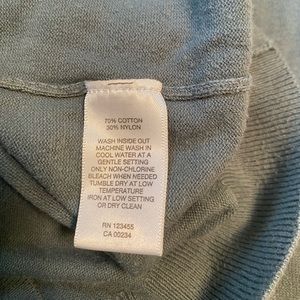 70% COTTON
30% NYLON
WASH INSIDE OUT
MACHINE WASH IN
COOL WATER AT A
GENTLE SETTING
ONLY NON-CHLORINE
BLEACH WHEN NEEDED
TUMBLE DRY AT LOW
TEMPERATURE
IRON AT LOW SETTING
OR DRY CLEAN
RN 123455
CA 00234